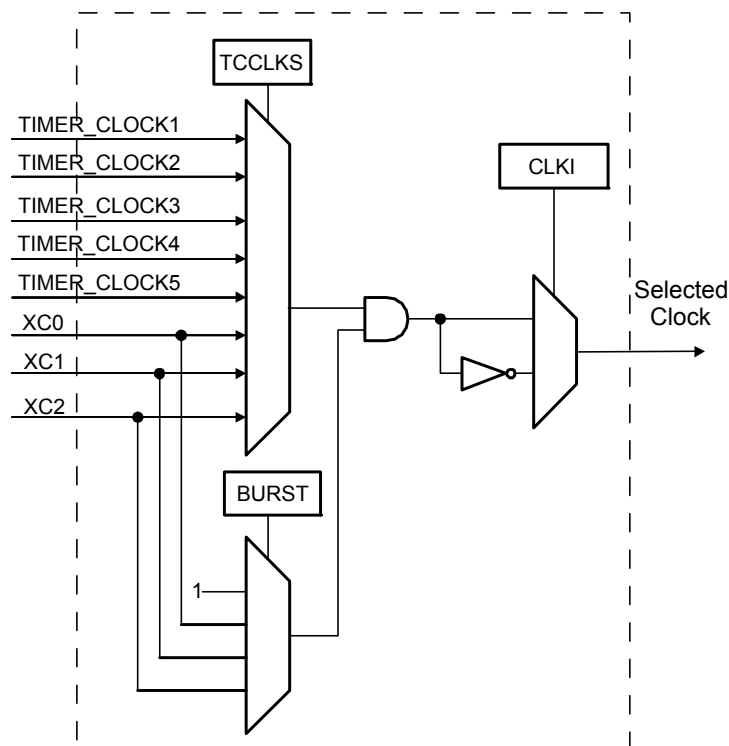 TCCLKS
TIMER_CLOCK1
TIMER_CLOCK2
CLKI
TIMER_CLOCK3
TIMER_CLOCK4
TIMER_CLOCK5
Selected
Clock
XC0
XC1
XC2
BURST
1